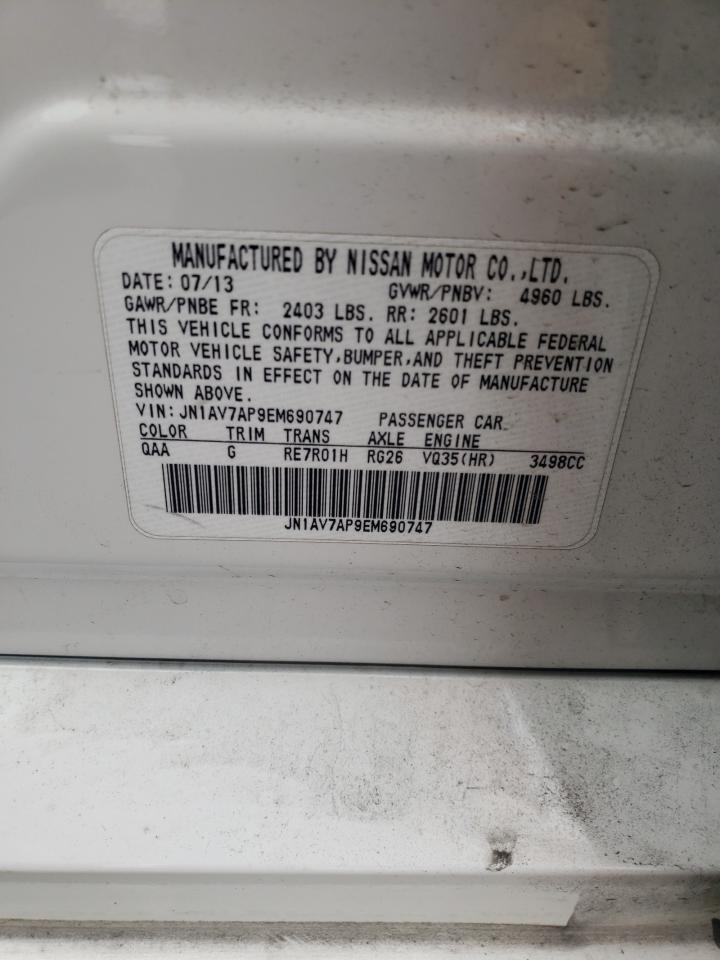 MANUFACTURED BY NISSAN MOTOR CO.,LTD.
DATE: 07/13 GVWR/PNBV: 4960 LBS.
GAWR/PNBE FR: 2403 LBS. RR: 2601 LBS.
THIS VEHICLE CONFORMS TO ALL APPLICABLE FEDERAL
MOTOR VEHICLE SAFETY,BUMPER,AND THEFT PREVENTION
STANDARDS IN EFFECT ON THE DATE OF MANUFACTURE
SHOWN ABOVE.
VIN: JN1AV7AP9EM690747 PASSENGER CAR
COLOR TRIM TRANS AXLE ENGINE
QAA G RE7R01H RG26 VQ35(HR) 3498CC
JN1AV7AP9EM690747